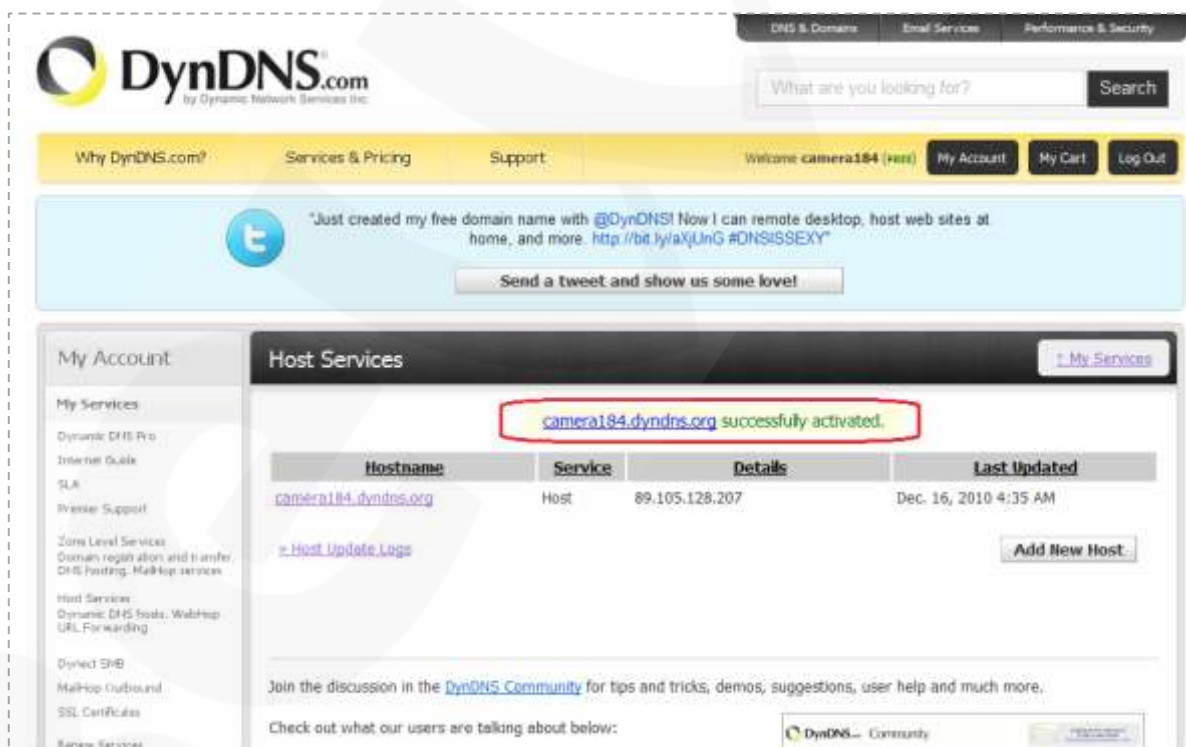 DNS & Domains Email Services Performance & Security
DynDNS.com
by Dynamic Network Services Inc.
What are you looking for? Search
Why DynDNS.com? Services & Pricing Support Welcome camera184 (FREE) My Account My Cart Log Out
"Just created my free domain name with @DynDNS! Now I can remote desktop, host web sites at
home, and more. http://bit.ly/aXjUnG #DNSISSEXY"
Send a tweet and show us some love!
My Account
My Services
Dynamic DNS Pro
Internet Guide
SLA
Premier Support
Zone Level Services
Domain registration and transfer,
DNS hosting, MailHop services
Host Services
Dynamic DNS hosts, WebHop
URL Forwarding
Dynect SMB
MailHop Outbound
SSL Certificates
Renew Services
Host Services ↑ My Services
camera184.dyndns.org successfully activated.
Hostname Service Details Last Updated
camera184.dyndns.org Host 89.105.128.207 Dec. 16, 2010 4:35 AM
» Host Update Logs Add New Host
Join the discussion in the DynDNS Community for tips and tricks, demos, suggestions, user help and much more.
Check out what our users are talking about below:
DynDNS Community